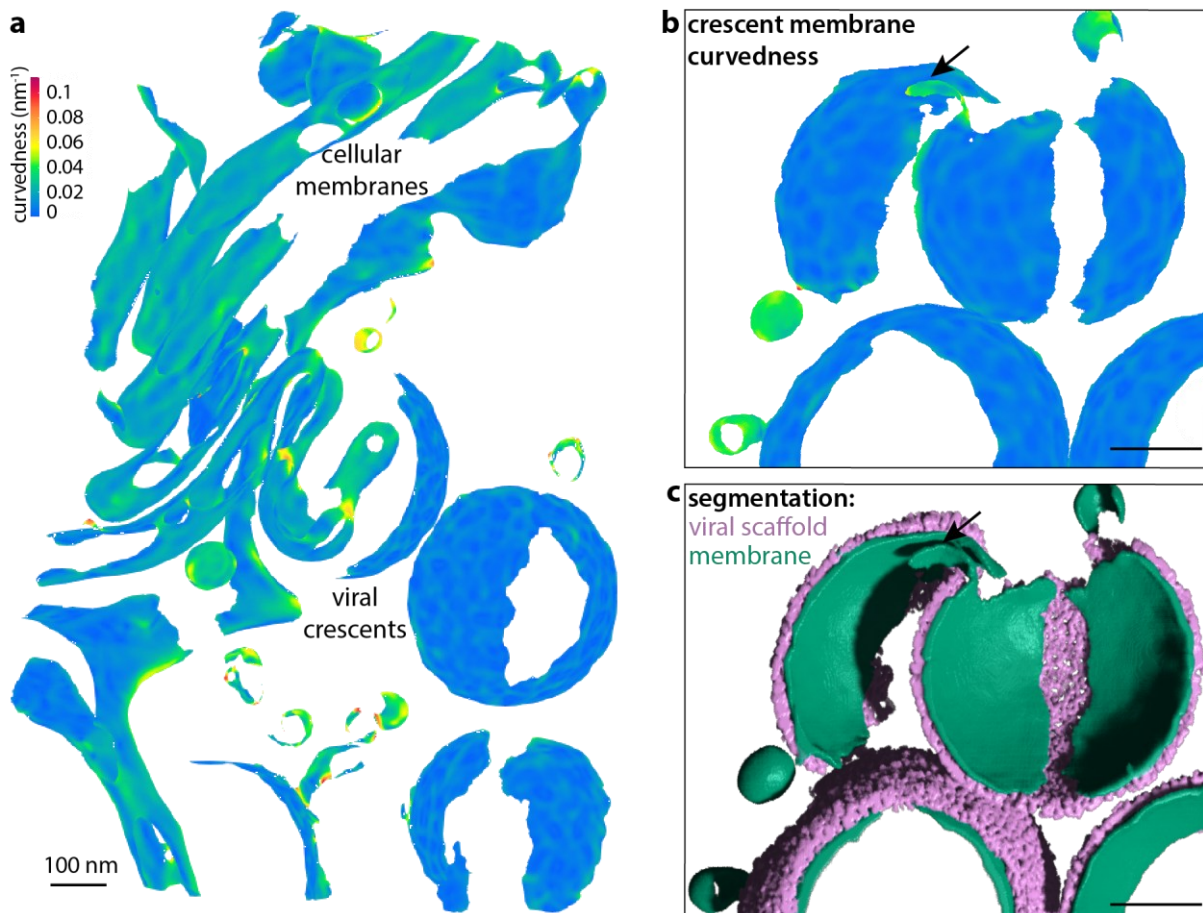 a
curvedness (nm⁻¹)
0.1
0.08
0.06
0.04
0.02
0
cellular
membranes
viral
crescents
100 nm
b
crescent membrane
curvedness
c
segmentation:
viral scaffold
membrane